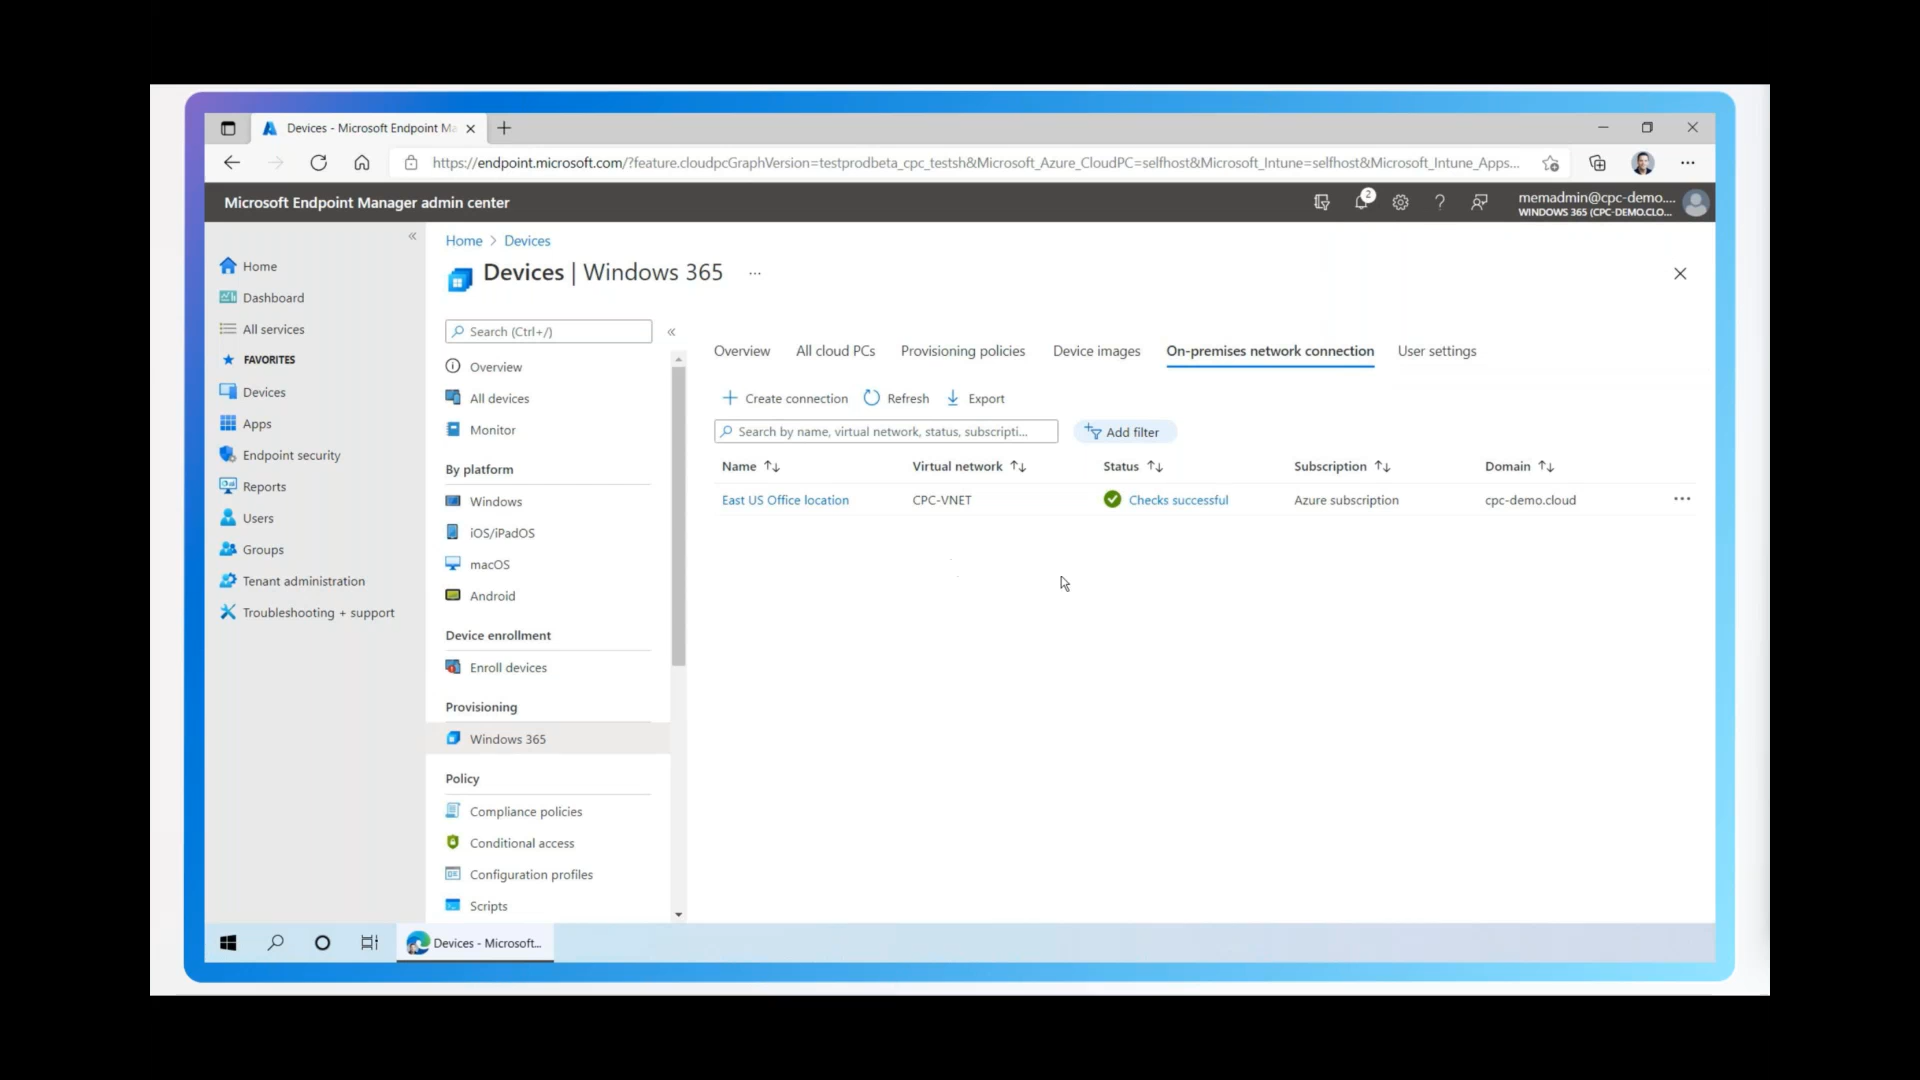 Devices - Microsoft Endpoint Ma
https://endpoint.microsoft.com/?feature.cloudpcGraphVersion=testprodbeta_cpc_testsh&Microsoft_Azure_CloudPC=selfhost&Microsoft_Intune=selfhost&Microsoft_Intune_Apps...
Microsoft Endpoint Manager admin center
2
memadmin@cpc-demo....
WINDOWS 365 (CPC-DEMO.CLO...
Home > Devices
Devices | Windows 365 ...
Home
Dashboard
All services
FAVORITES
Devices
Apps
Endpoint security
Reports
Users
Groups
Tenant administration
Troubleshooting + support
Search (Ctrl+/)
Overview
All devices
Monitor
By platform
Windows
iOS/iPadOS
macOS
Android
Device enrollment
Enroll devices
Provisioning
Windows 365
Policy
Compliance policies
Conditional access
Configuration profiles
Scripts
Overview All cloud PCs Provisioning policies Device images On-premises network connection User settings
Create connection Refresh Export
Search by name, virtual network, status, subscripti... Add filter
Name Virtual network Status Subscription Domain
East US Office location CPC-VNET Checks successful Azure subscription cpc-demo.cloud
Devices - Microsoft...